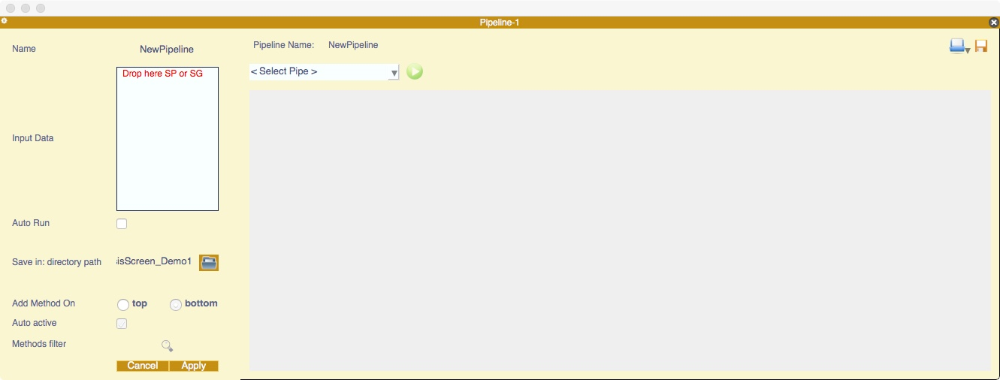 Pipeline-1
Name
NewPipeline
Pipeline Name: NewPipeline
< Select Pipe >
Drop here SP or SG
Input Data
Auto Run
Save in: directory path
isScreen_Demo1
Add Method On
top
bottom
Auto active
Methods filter
Cancel
Apply